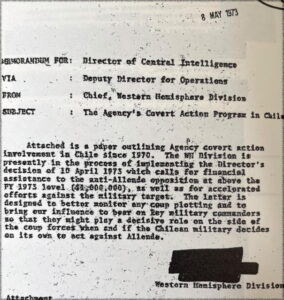 8 MAY 1973
MEMORANDUM FOR: Director of Central Intelligence
VIA : Deputy Director for Operations
FROM : Chief, Western Hemisphere Division
SUBJECT : The Agency's Covert Action Program in Chile
Attached is a paper outlining Agency covert action
involvement in Chile since 1970. The WH Division is
presently in the process of implementing the Director's
decision of 10 April 1973 which calls for financial
assistance to the anti-Allende opposition at above the
FY 1973 level as well as for accelerated
efforts against the military target. The latter is
designed to better monitor any coup plotting and to
bring our influence to bear on key military commanders
so that they might play a decisive role on the side of
the coup forces when and if the Chilean military decides
on its own to act against Allende.
Western Hemisphere Division
Attachment